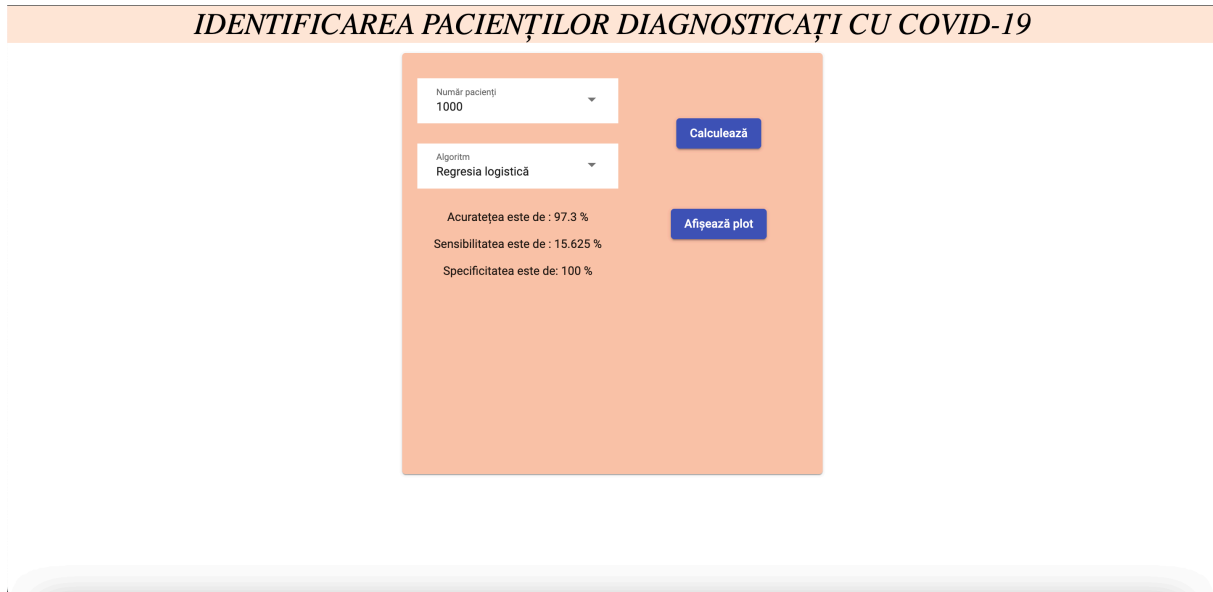 IDENTIFICAREA PACIENȚILOR DIAGNOSTICAȚI CU COVID-19
Număr pacienți
1000
Calculează
Algoritm
Regresia logistică
Acuratețea este de : 97.3 %
Afișează plot
Sensibilitatea este de : 15.625 %
Specificitatea este de: 100 %